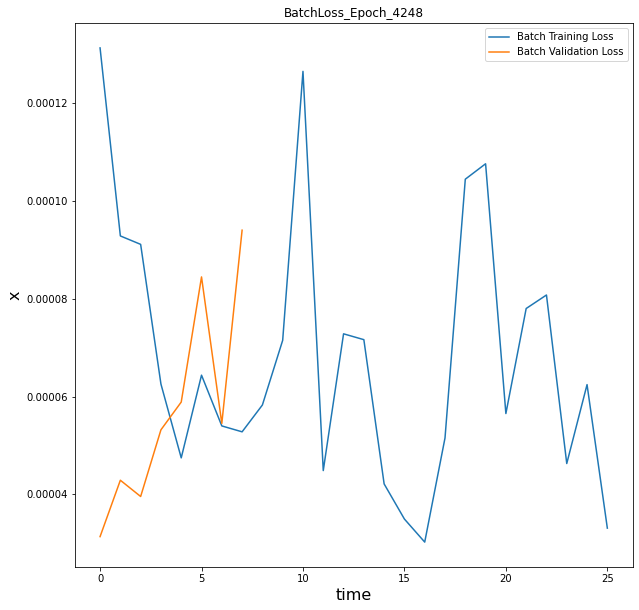 BatchLoss_Epoch_4248
Batch Training Loss
Batch Validation Loss
0.00012
0.00010
0.00008
0.00006
0.00004
x
0 5 10 15 20 25
time